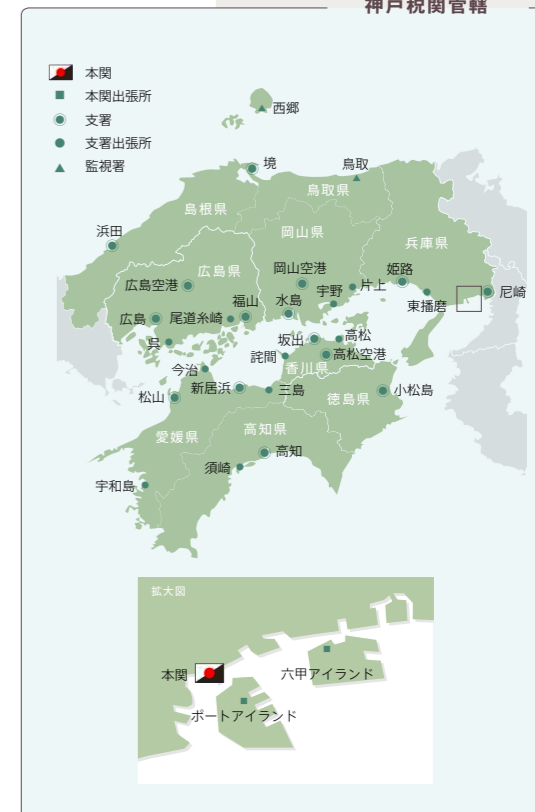 神戸税関管轄
本関
本関出張所
支署
支署出張所
監視署
西郷
境
鳥取
鳥取県
島根県
岡山県
浜田
兵庫県
広島県
岡山空港
姫路
広島空港
宇野
片上
尼崎
福山
水島
東播磨
広島
尾道糸崎
呉
坂出
高松
詫間
高松空港
香川県
今治
新居浜
三島
徳島県
小松島
松山
愛媛県
高知県
高知
須崎
宇和島
拡大図
本関
六甲アイランド
ポートアイランド